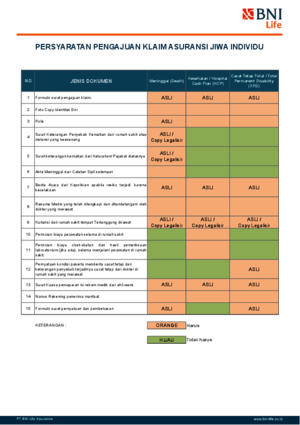 BNI
Life
PERSYARATAN PENGAJUAN KLAIM ASURANSI JIWA INDIVIDU
NO
JENIS DOKUMEN
Meninggal (Death)
Kesehatan / Hospital
Cash Plan (HCP)
Cacat Tetap Total / Total
Permanent Disability
(TPD)
1 Formulir surat pengajuan klaim. ASLI ASLI ASLI
2 Foto Copy Identitas Diri
3 Polis ASLI ASLI
4 Surat Keterangan Penyebab Kematian dari rumah sakit atau
instansi yang berwenang
ASLI /
Copy Legalisir
5 Surat keterangan kematian dari Kelurahan/ Pejabat diatasnya
ASLI /
Copy Legalisir
6 Akta Meninggal dari Catatan Sipil setempat
7 Berita Acara dari Kepolisian apabila resiko terjadi karena
kecelakaan
ASLI ASLI ASLI
8 Resume Medis yang telah dilengkapi dan ditandatangani oleh
dokter yang merawat
9 Kuitansi dari rumah sakit tempat Tertanggung dirawat
ASLI /
Copy Legalisir
ASLI /
Copy Legalisir
ASLI /
Copy Legalisir
10 Perincian biaya perawatan selama di rumah sakit
11 Perincian biaya obat-obatan dan hasil pemeriksaan
laboratorium (jika ada), selama menjalani perawatan di rumah
sakit
12 Pernyataan kondisi peserta menderita cacat tetap dan
keterangan penyebab terjadinya cacat tetap dari dokter di
rumah sakit yang merawat
ASLI
13 Surat Kuasa pemaparan isi rekam medik dari ahli waris ASLI ASLI
14 Nomor Rekening penerima manfaat
15 Formulir surat pernyataan dan pembebasan ASLI ASLI
KETERANGAN :
ORANGE Harus
HIJAU Tidak harus
PT BNI Life Insurance
www.bni-life.co.id